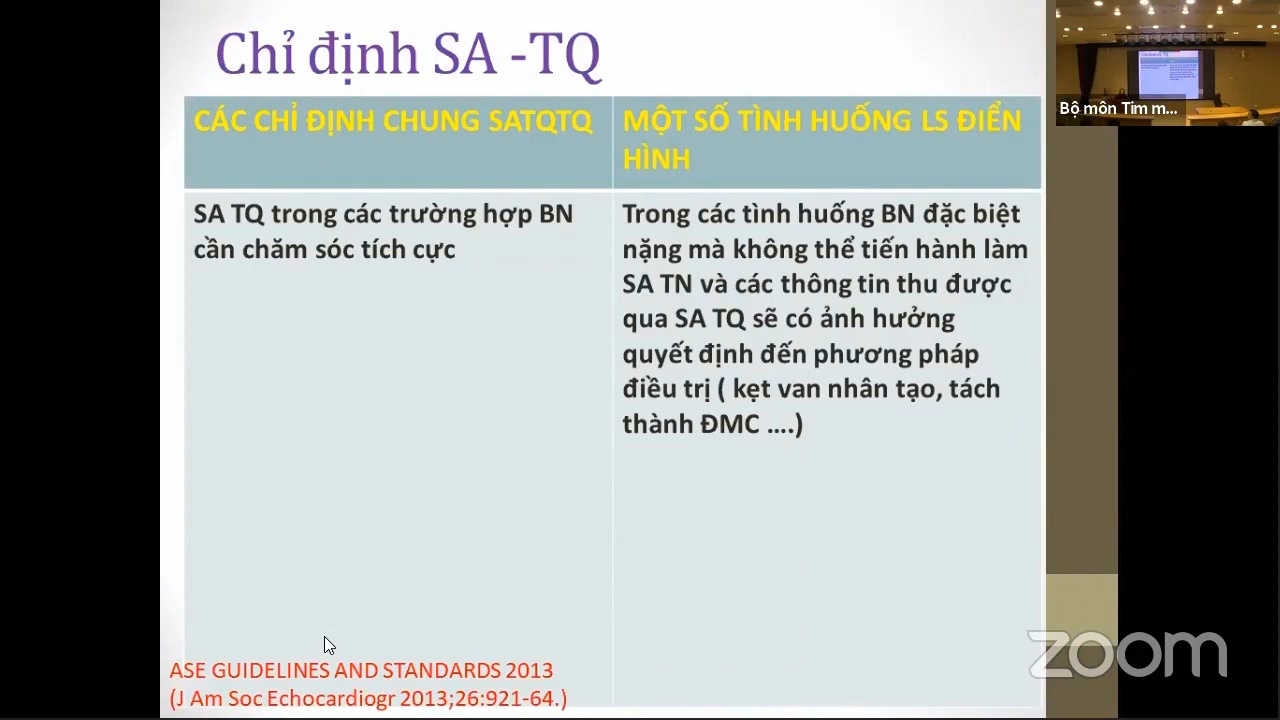 Chỉ định SA -TQ
CÁC CHỈ ĐỊNH CHUNG SATQTQ
MỘT SỐ TÌNH HUỐNG LS ĐIỂN
HÌNH
SA TQ trong các trường hợp BN
cần chăm sóc tích cực
Trong các tình huống BN đặc biệt
nặng mà không thể tiến hành làm
SA TN và các thông tin thu được
qua SA TQ sẽ có ảnh hưởng
quyết định đến phương pháp
điều trị ( kẹt van nhân tạo, tách
thành ĐMC ....)
ASE GUIDELINES AND STANDARDS 2013
(J Am Soc Echocardiogr 2013;26:921-64.)
Bộ môn Tim m...
zoom